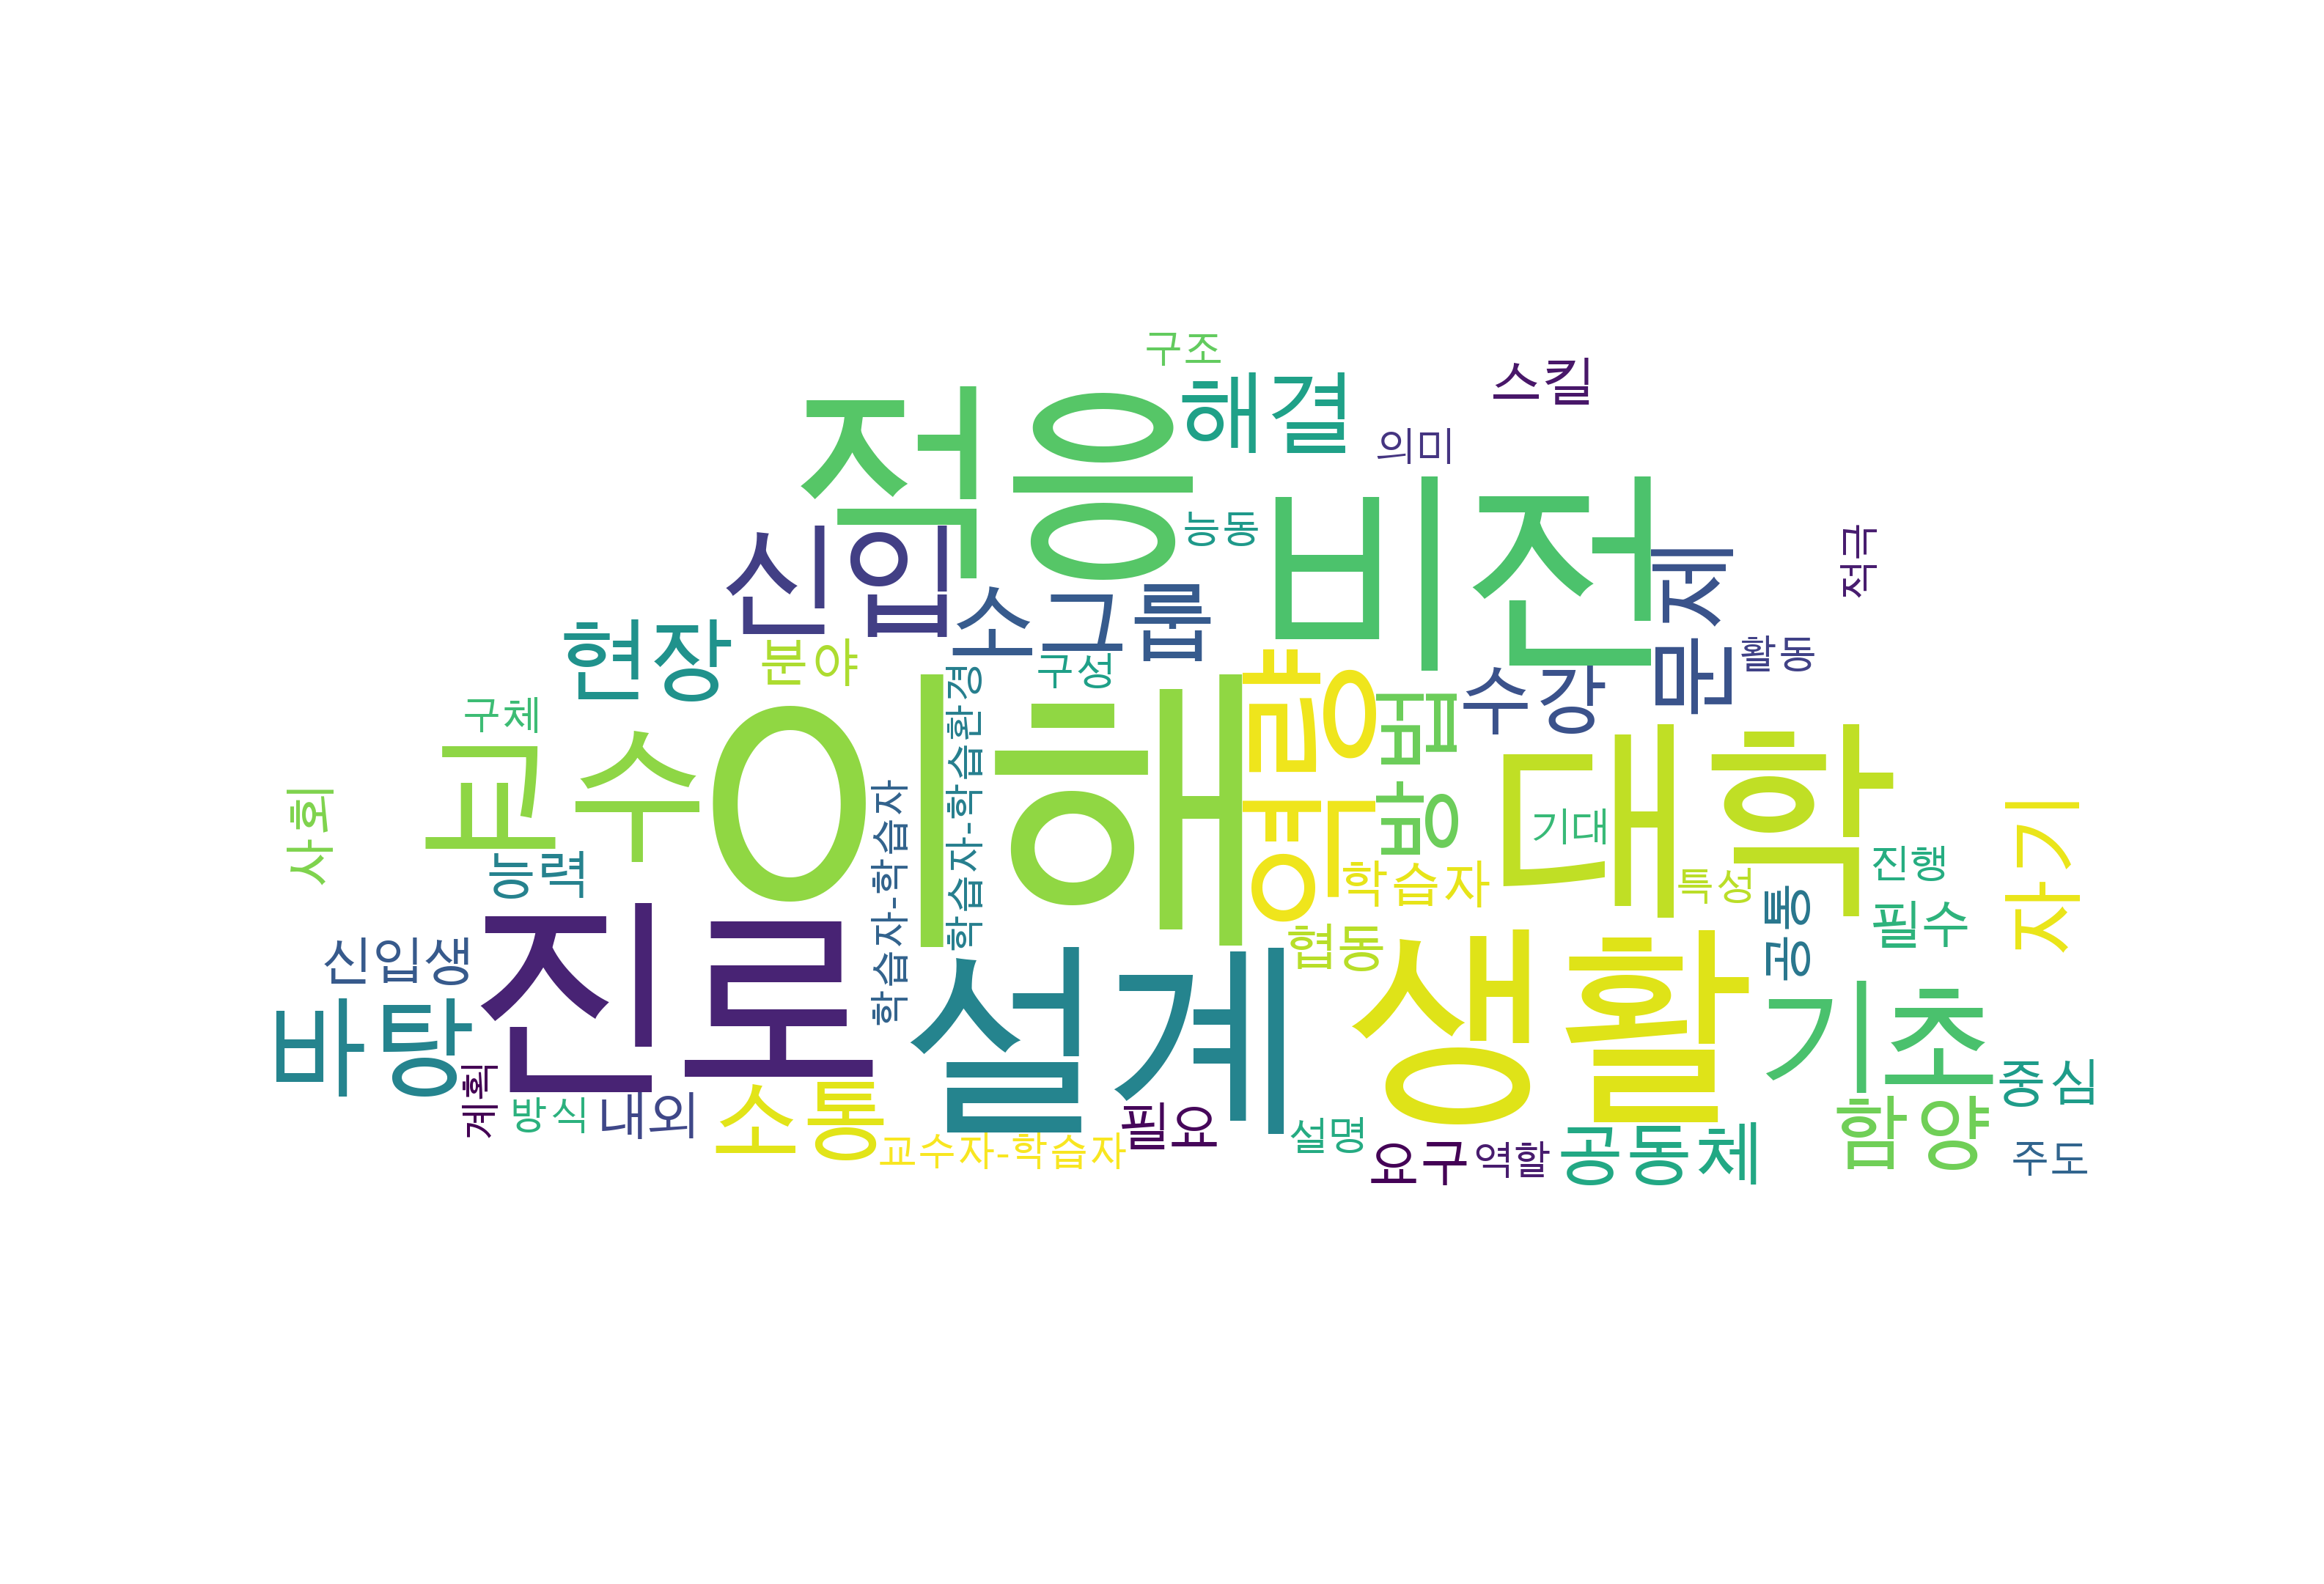 구조
스킬
해결
의미
적응
비전
능동
적극
신입
소그룹
문제
현장
분야
구성
활동
수강
구체
교수
이해
학습자-학습환경
역량
방법
대학
기대
사회
자기
학습자-학습자
능력
학습자
특성
진행
공통
필수
신입생
진로
설계
협동
생활
기초
바탕
계획
방식
내외
소통
교수자-학습자
필요
설명
요구
역할
공동체
함양
중심
주도